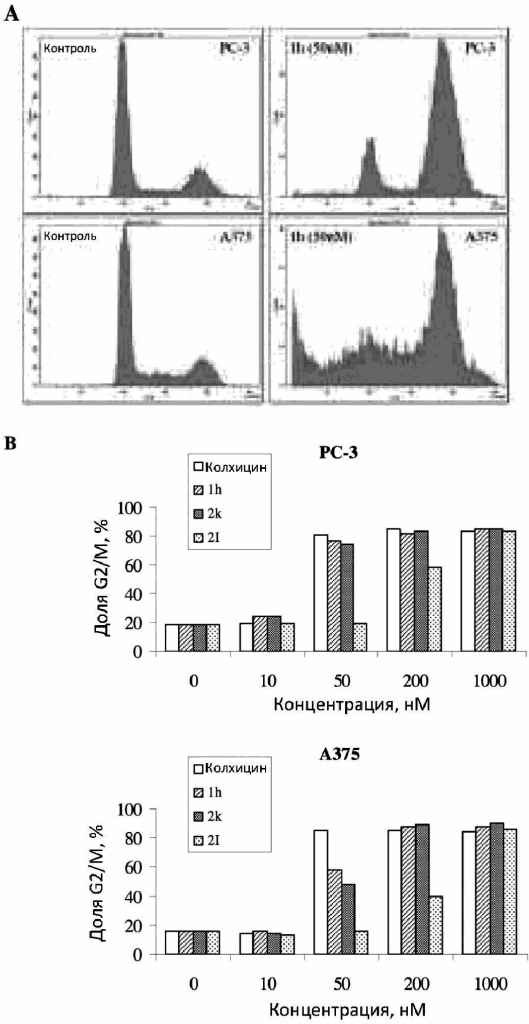 A
Контроль PC-3
1h (50nM) PC-3
Контроль A375
1h (50nM) A375
B
PC-3
Колхицин
1h
2k
2I
Доля G2/M, %
100
80
60
40
20
0
0 10 50 200 1000
Концентрация, нМ
A375
Колхицин
1h
2k
2I
Доля G2/M, %
100
80
60
40
20
0
0 10 50 200 1000
Концентрация, нМ